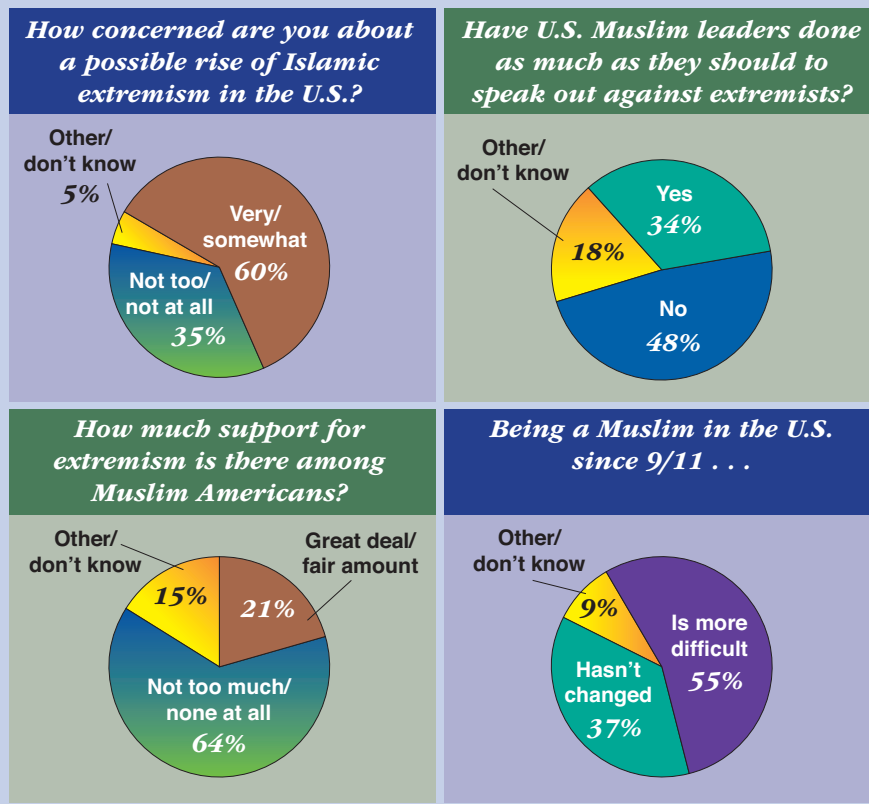 How concerned are you about
a possible rise of Islamic
extremism in the U.S.?
Other/
don't know
5%
Very/
somewhat
60%
Not too/
not at all
35%
Have U.S. Muslim leaders done
as much as they should to
speak out against extremists?
Other/
don't know
18%
Yes
34%
No
48%
How much support for
extremism is there among
Muslim Americans?
Other/
don't know
15%
Great deal/
fair amount
21%
Not too much/
none at all
64%
Being a Muslim in the U.S.
since 9/11 . . .
Other/
don't know
9%
Is more
difficult
55%
Hasn't
changed
37%